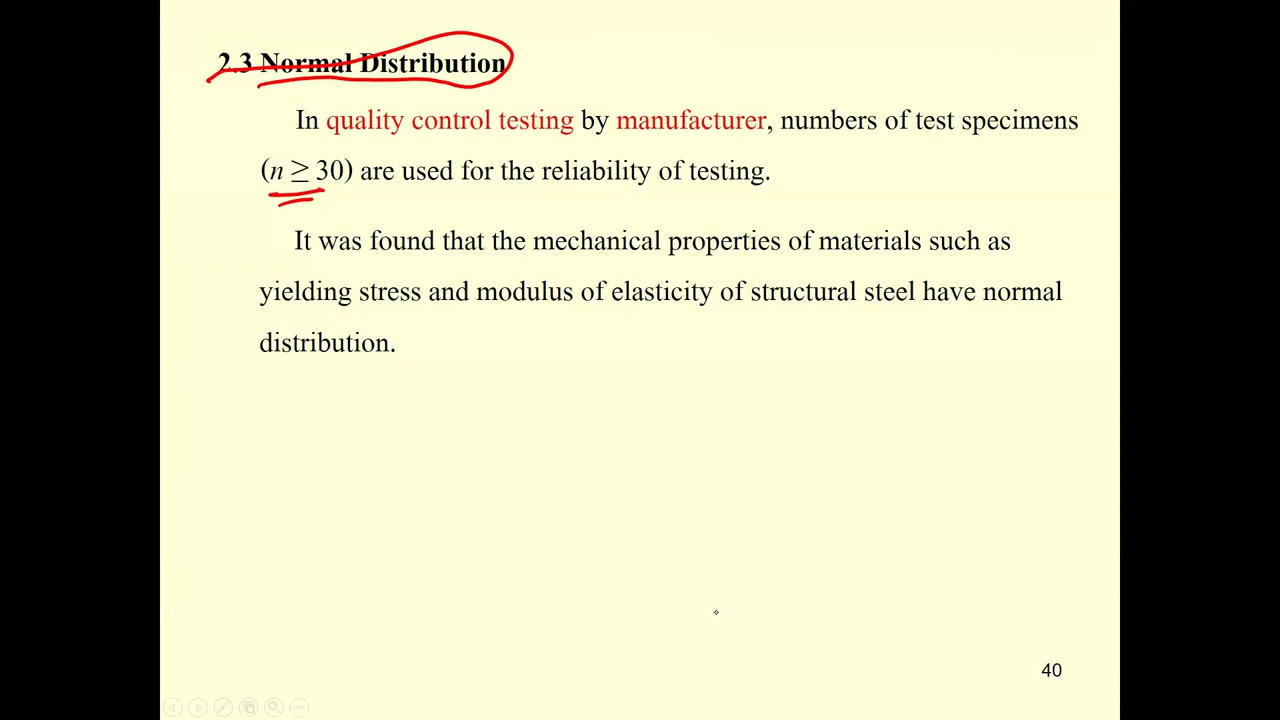 2.3 Normal Distribution
In quality control testing by manufacturer, numbers of test specimens
(n ≥ 30) are used for the reliability of testing.
It was found that the mechanical properties of materials such as
yielding stress and modulus of elasticity of structural steel have normal
distribution.
40